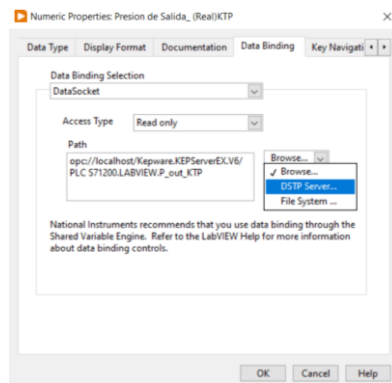 Numeric Properties: Presion de Salida_ (Real)KTP
Data Type Display Format Documentation Data Binding Key Navigati
Data Binding Selection
DataSocket
Access Type Read only
Path
opc://localhost/Kepware.KEPServerEX.V6/
PLC S71200.LABVIEW.P_out_KTP
Browse...
✓ Browse...
DSTP Server...
File System ...
National Instruments recommends that you use data binding through the
Shared Variable Engine. Refer to the LabVIEW Help for more information
about data binding controls.
OK Cancel Help